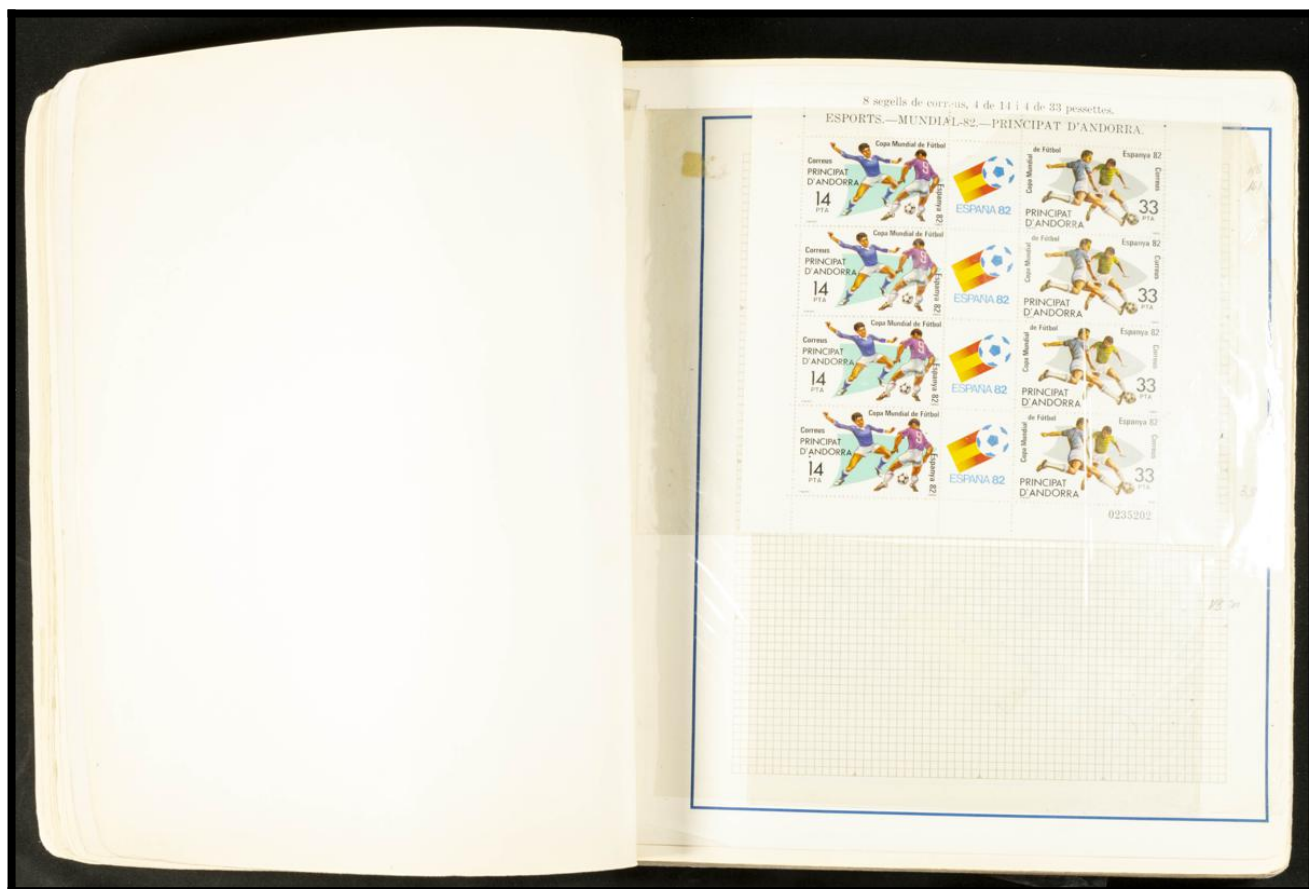 8 segells de correus, 4 de 14 i 4 de 33 pessettes.
ESPORTS.—MUNDIAL-82.—PRINCIPAT D'ANDORRA.
Copa Mundial de Fútbol
Correus
PRINCIPAT
D'ANDORRA
14
PTA
Espanya 82
ESPAÑA 82
Copa Mundial
de Fútbol
Espanya 82
Correus
33
PTA
PRINCIPAT
D'ANDORRA
Copa Mundial de Fútbol
Correus
PRINCIPAT
D'ANDORRA
14
PTA
Espanya 82
ESPAÑA 82
Copa Mundial
de Fútbol
Espanya 82
Correus
33
PTA
PRINCIPAT
D'ANDORRA
Copa Mundial de Fútbol
Correus
PRINCIPAT
D'ANDORRA
14
PTA
Espanya 82
ESPAÑA 82
Copa Mundial
de Fútbol
Espanya 82
Correus
33
PTA
PRINCIPAT
D'ANDORRA
Copa Mundial de Fútbol
Correus
PRINCIPAT
D'ANDORRA
14
PTA
Espanya 82
ESPAÑA 82
Copa Mundial
de Fútbol
Espanya 82
Correus
33
PTA
PRINCIPAT
D'ANDORRA
0235202